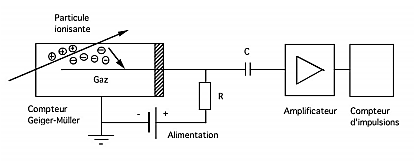 Particule
ionisante
C
Gaz
R
Compteur
Geiger-Müller
- +
Alimentation
Amplificateur
Compteur
d'impulsions